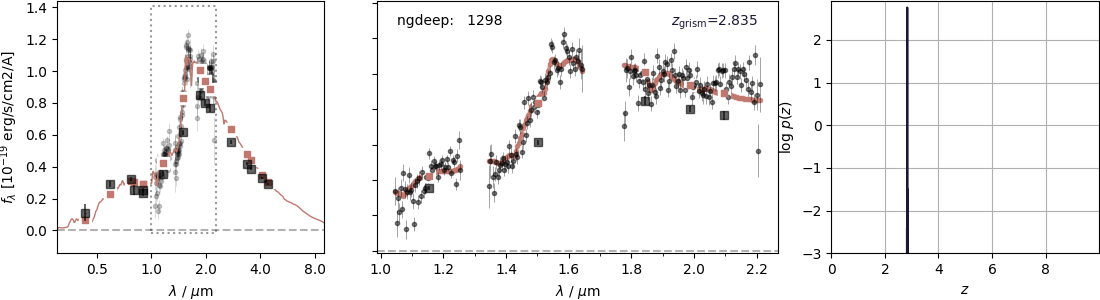 1.4
1.2
1.0
0.8
0.6
0.4
0.2
0.0
fλ [10⁻¹⁹ erg/s/cm2/A]
0.5 1.0 2.0 4.0 8.0
λ / μm
ngdeep: 1298 z_grism=2.835
1.0 1.2 1.4 1.6 1.8 2.0 2.2
λ / μm
2
1
0
−1
−2
−3
log p(z)
0 2 4 6 8
z